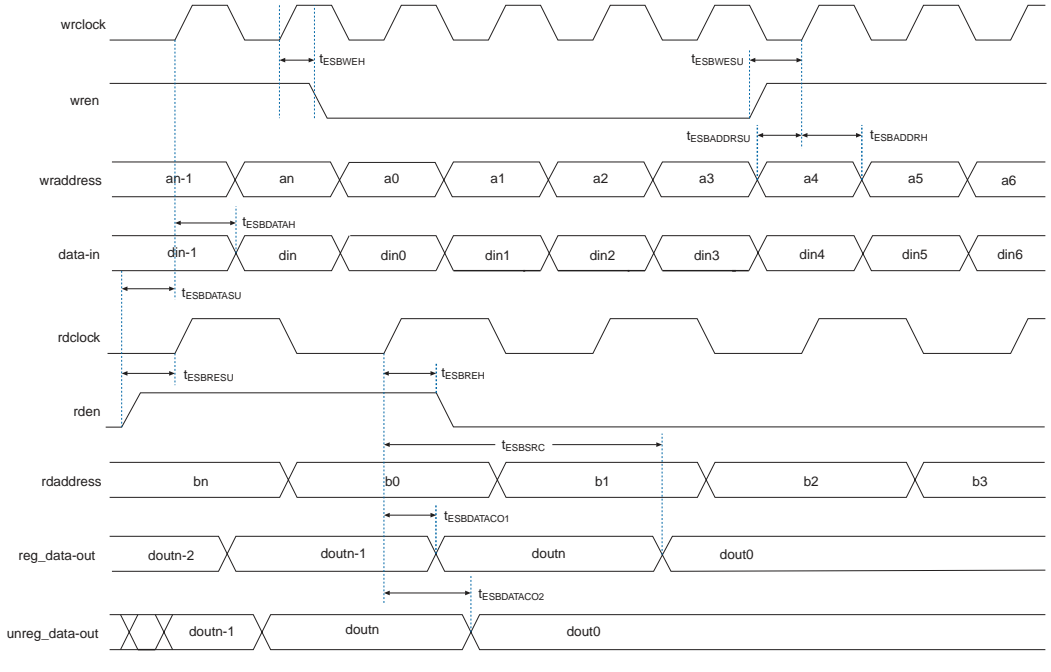 wrclock
tESBWEH
tESBWESU
wren
tESBADDRSU
tESBADDRH
wraddress an-1 an a0 a1 a2 a3 a4 a5 a6
tESBDATAH
data-in din-1 din din0 din1 din2 din3 din4 din5 din6
tESBDATASU
rdclock
tESBRESU
tESBREH
rden
tESBSRC
rdaddress bn b0 b1 b2 b3
tESBDATACO1
reg_data-out doutn-2 doutn-1 doutn dout0
tESBDATACO2
unreg_data-out doutn-1 doutn dout0